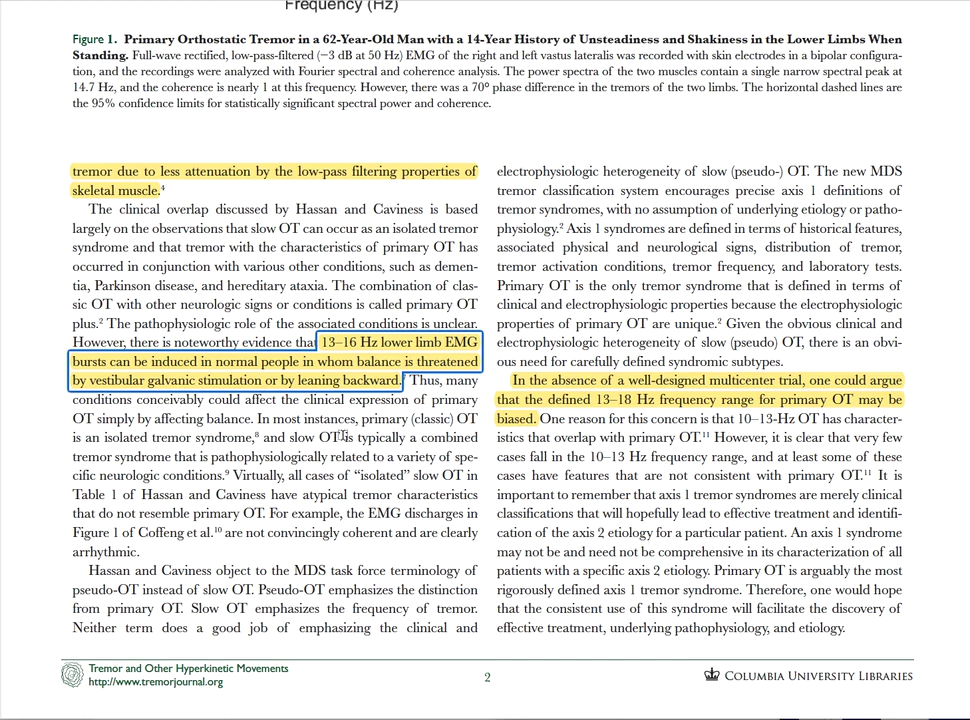 Frequency (Hz)
Figure 1. Primary Orthostatic Tremor in a 62-Year-Old Man with a 14-Year History of Unsteadiness and Shakiness in the Lower Limbs When
Standing. Full-wave rectified, low-pass-filtered (−3 dB at 50 Hz) EMG of the right and left vastus lateralis was recorded with skin electrodes in a bipolar configura-
tion, and the recordings were analyzed with Fourier spectral and coherence analysis. The power spectra of the two muscles contain a single narrow spectral peak at
14.7 Hz, and the coherence is nearly 1 at this frequency. However, there was a 70° phase difference in the tremors of the two limbs. The horizontal dashed lines are
the 95% confidence limits for statistically significant spectral power and coherence.
tremor due to less attenuation by the low-pass filtering properties of
skeletal muscle.⁴
The clinical overlap discussed by Hassan and Caviness is based
largely on the observations that slow OT can occur as an isolated tremor
syndrome and that tremor with the characteristics of primary OT has
occurred in conjunction with various other conditions, such as demen-
tia, Parkinson disease, and hereditary ataxia. The combination of clas-
sic OT with other neurologic signs or conditions is called primary OT
plus.² The pathophysiologic role of the associated conditions is unclear.
However, there is noteworthy evidence that 13–16 Hz lower limb EMG
bursts can be induced in normal people in whom balance is threatened
by vestibular galvanic stimulation or by leaning backward. Thus, many
conditions conceivably could affect the clinical expression of primary
OT simply by affecting balance. In most instances, primary (classic) OT
is an isolated tremor syndrome,⁸ and slow OT is typically a combined
tremor syndrome that is pathophysiologically related to a variety of spe-
cific neurologic conditions.⁹ Virtually, all cases of “isolated” slow OT in
Table 1 of Hassan and Caviness have atypical tremor characteristics
that do not resemble primary OT. For example, the EMG discharges in
Figure 1 of Coffeng et al.¹⁰ are not convincingly coherent and are clearly
arrhythmic.
Hassan and Caviness object to the MDS task force terminology of
pseudo-OT instead of slow OT. Pseudo-OT emphasizes the distinction
from primary OT. Slow OT emphasizes the frequency of tremor.
Neither term does a good job of emphasizing the clinical and
electrophysiologic heterogeneity of slow (pseudo-) OT. The new MDS
tremor classification system encourages precise axis 1 definitions of
tremor syndromes, with no assumption of underlying etiology or patho-
physiology.² Axis 1 syndromes are defined in terms of historical features,
associated physical and neurological signs, distribution of tremor,
tremor activation conditions, tremor frequency, and laboratory tests.
Primary OT is the only tremor syndrome that is defined in terms of
clinical and electrophysiologic properties because the electrophysiologic
properties of primary OT are unique.² Given the obvious clinical and
electrophysiologic heterogeneity of slow (pseudo) OT, there is an obvi-
ous need for carefully defined syndromic subtypes.
In the absence of a well-designed multicenter trial, one could argue
that the defined 13–18 Hz frequency range for primary OT may be
biased. One reason for this concern is that 10–13-Hz OT has character-
istics that overlap with primary OT.¹¹ However, it is clear that very few
cases fall in the 10–13 Hz frequency range, and at least some of these
cases have features that are not consistent with primary OT.¹¹ It is
important to remember that axis 1 tremor syndromes are merely clinical
classifications that will hopefully lead to effective treatment and identifi-
cation of the axis 2 etiology for a particular patient. An axis 1 syndrome
may not be and need not be comprehensive in its characterization of all
patients with a specific axis 2 etiology. Primary OT is arguably the most
rigorously defined axis 1 tremor syndrome. Therefore, one would hope
that the consistent use of this syndrome will facilitate the discovery of
effective treatment, underlying pathophysiology, and etiology.
Tremor and Other Hyperkinetic Movements
http://www.tremorjournal.org
2
COLUMBIA UNIVERSITY LIBRARIES